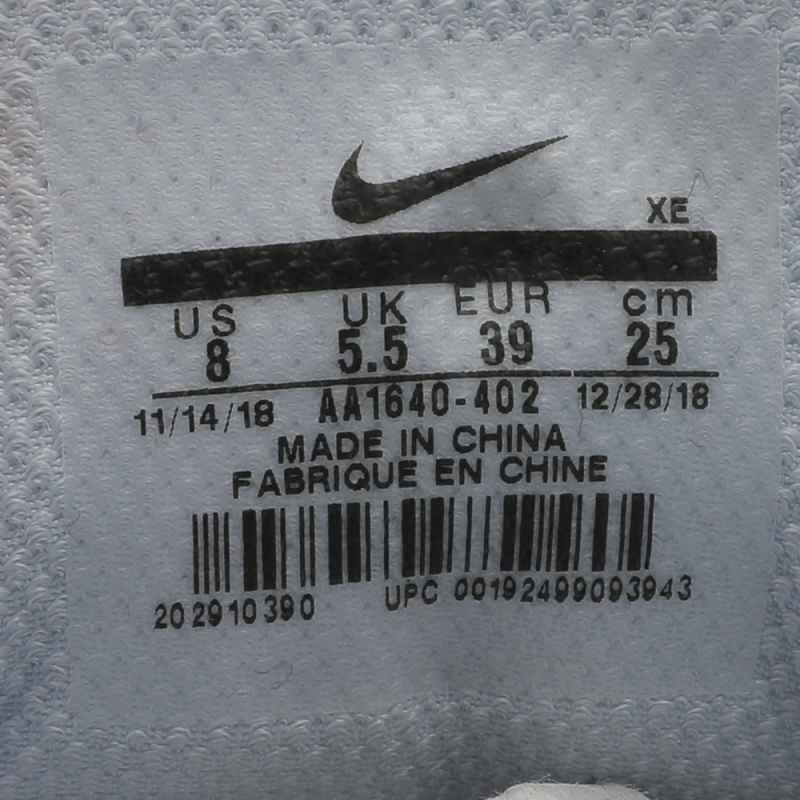 XE
US UK EUR cm
8 5.5 39 25
11/14/18 AA1640-402 12/28/18
MADE IN CHINA
FABRIQUE EN CHINE
202910390 UPC 00192499093943